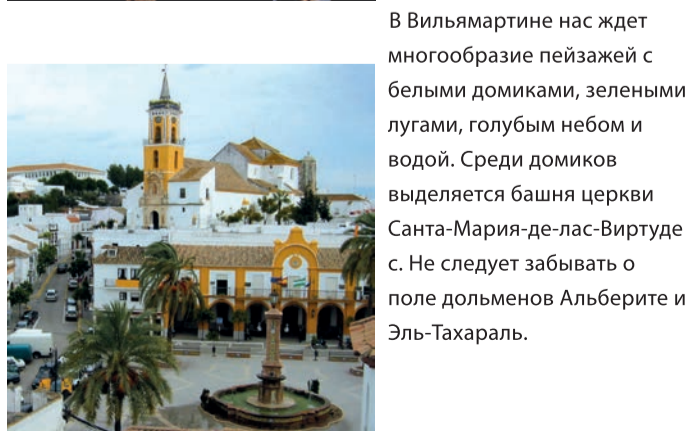 В Вильямартине нас ждет
многообразие пейзажей с
белыми домиками, зелеными
лугами, голубым небом и
водой. Среди домиков
выделяется башня церкви
Санта-Мария-де-лас-Виртуде
с. Не следует забывать о
поле дольменов Альберите и
Эль-Тахараль.